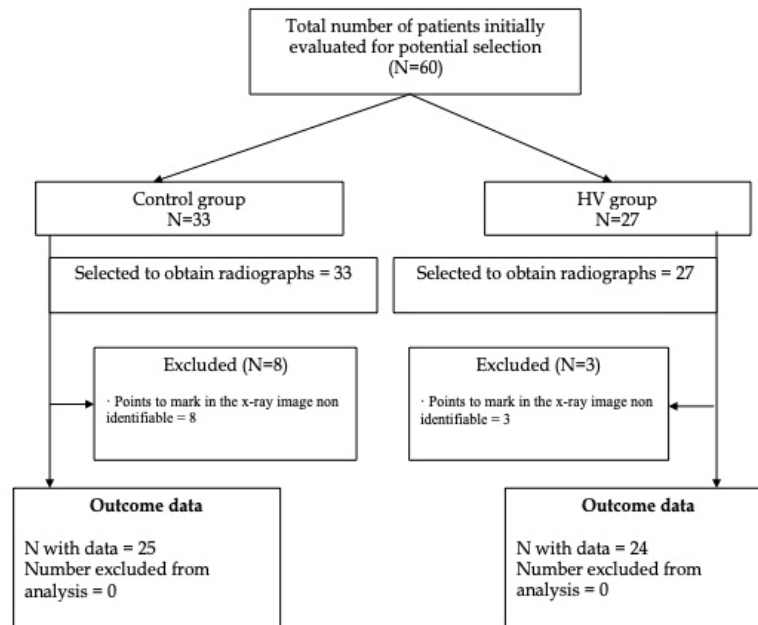 Total number of patients initially
evaluated for potential selection
(N=60)
Control group
N=33
HV group
N=27
Selected to obtain radiographs = 33
Selected to obtain radiographs = 27
Excluded (N=8)
· Points to mark in the x-ray image non
identifiable = 8
Excluded (N=3)
· Points to mark in the x-ray image non
identifiable = 3
Outcome data
N with data = 25
Number excluded from
analysis = 0
Outcome data
N with data = 24
Number excluded from
analysis = 0